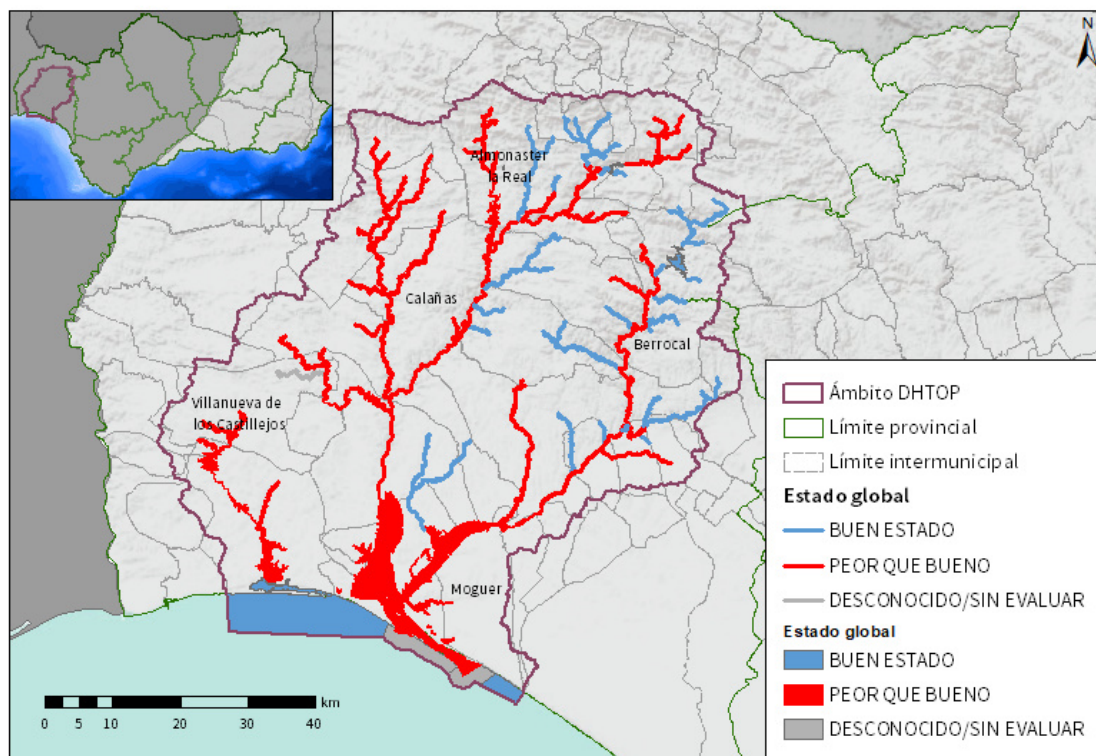 N
Almonaster
la Real
Calañas
Berrocal
Villanueva de
los Castillejos
Moguer
km
0 5 10 20 30 40
Ámbito DHTOP
Límite provincial
Límite intermunicipal
Estado global
BUEN ESTADO
PEOR QUE BUENO
DESCONOCIDO/SIN EVALUAR
Estado global
BUEN ESTADO
PEOR QUE BUENO
DESCONOCIDO/SIN EVALUAR